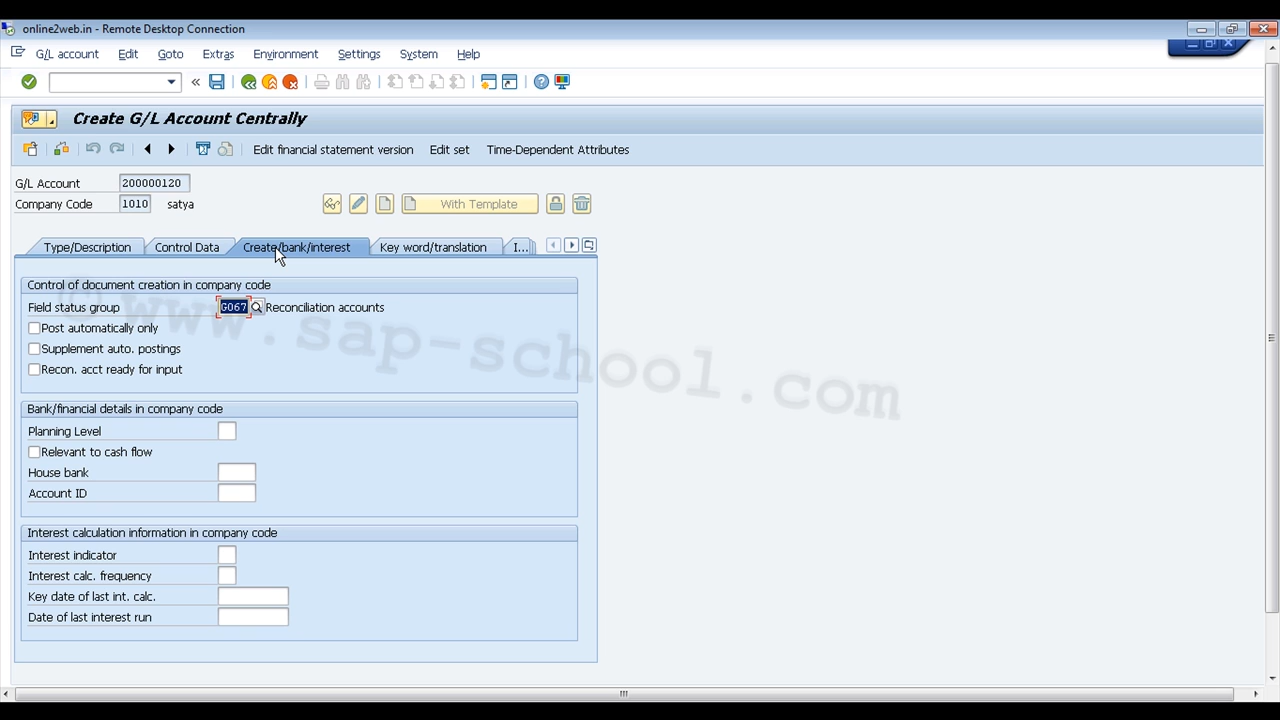 online2web.in - Remote Desktop Connection
G/L account Edit Goto Extras Environment Settings System Help
Create G/L Account Centrally
Edit financial statement version Edit set Time-Dependent Attributes
G/L Account 200000120
Company Code 1010 satya With Template
Type/Description Control Data Create/bank/interest Key word/translation I...
Control of document creation in company code
Field status group G067 Reconciliation accounts
Post automatically only
Supplement auto. postings
Recon. acct ready for input
Bank/financial details in company code
Planning Level
Relevant to cash flow
House bank
Account ID
Interest calculation information in company code
Interest indicator
Interest calc. frequency
Key date of last int. calc.
Date of last interest run
© www.sap-school.com